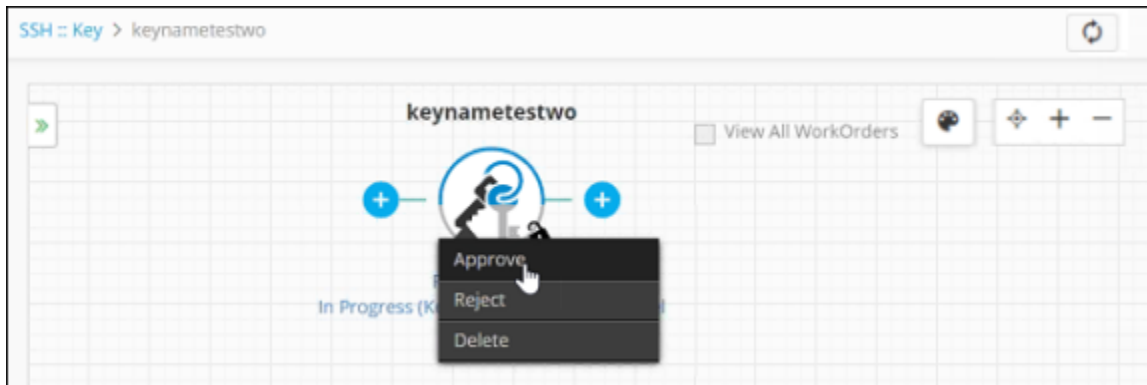 SSH :: Key > keynametestwo
keynametestwo
View All WorkOrders
Approve
In Progress
Reject
Delete